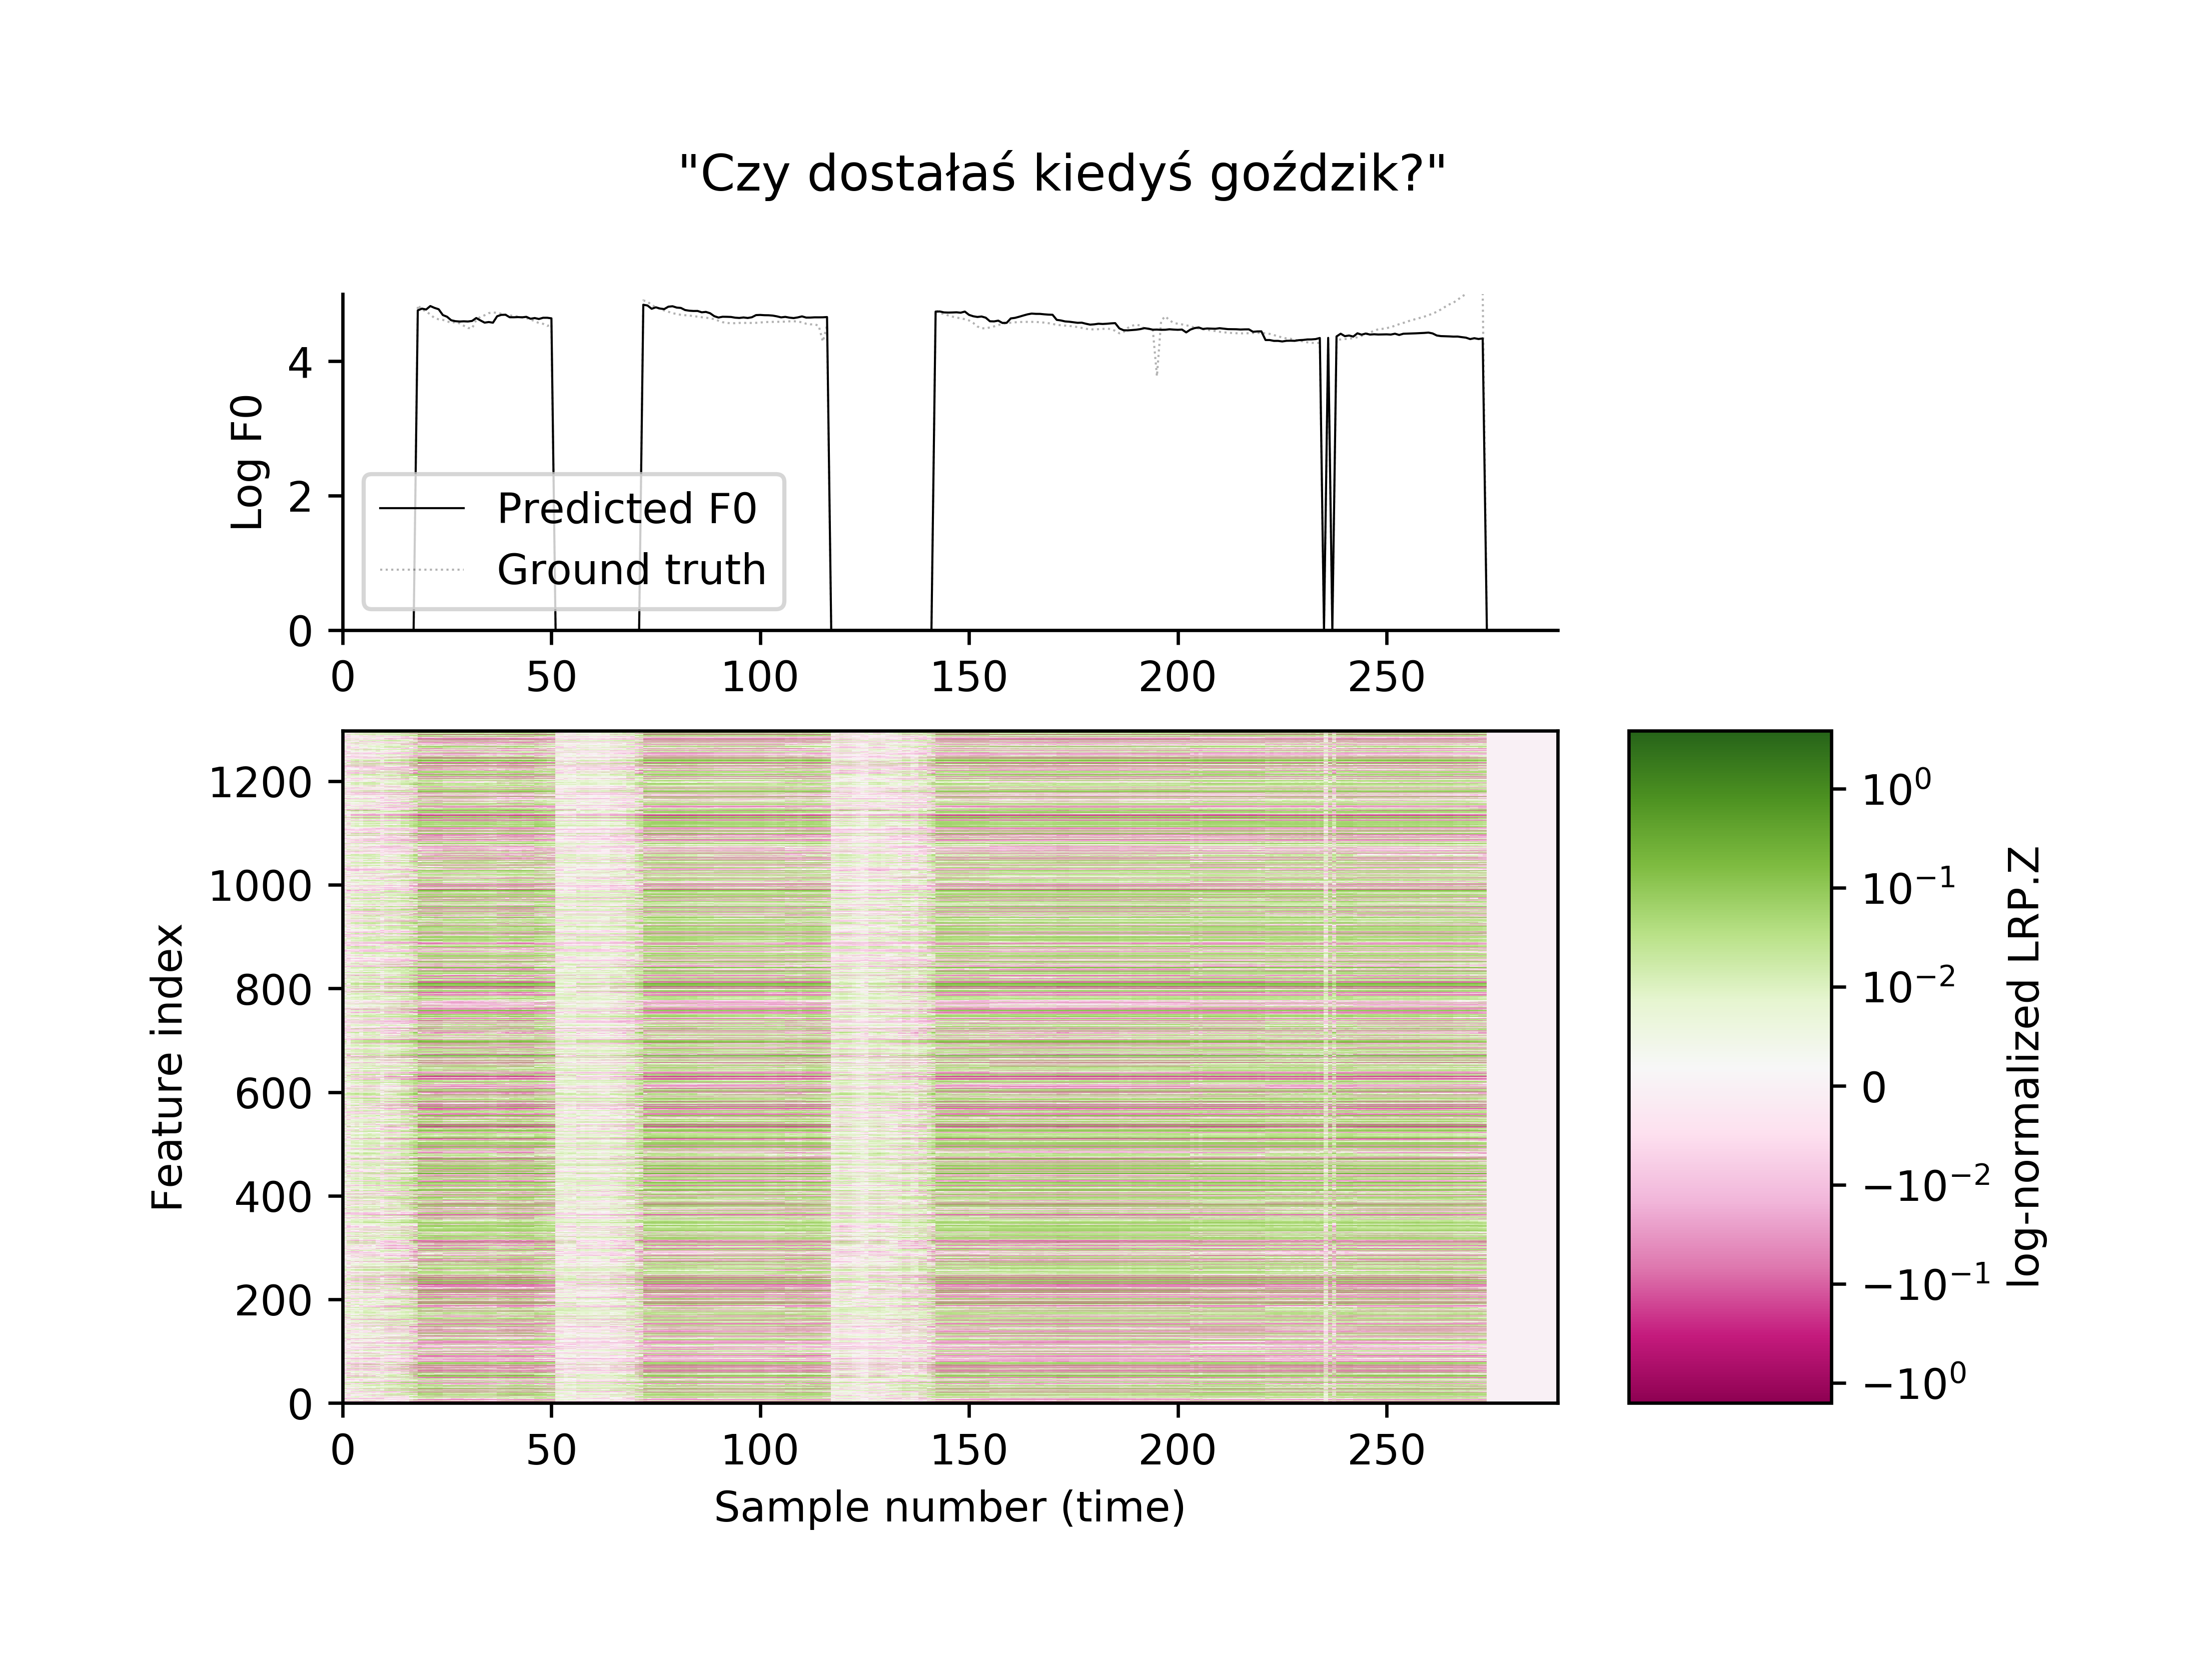 "Czy dostałaś kiedyś goździk?"
Log F0
4
2
0
Predicted F0
Ground truth
0 50 100 150 200 250
Feature index
1200
1000
800
600
400
200
0
0 50 100 150 200 250
Sample number (time)
10⁰
10⁻¹
10⁻²
0
−10⁻²
−10⁻¹
−10⁰
log-normalized LRP.Z